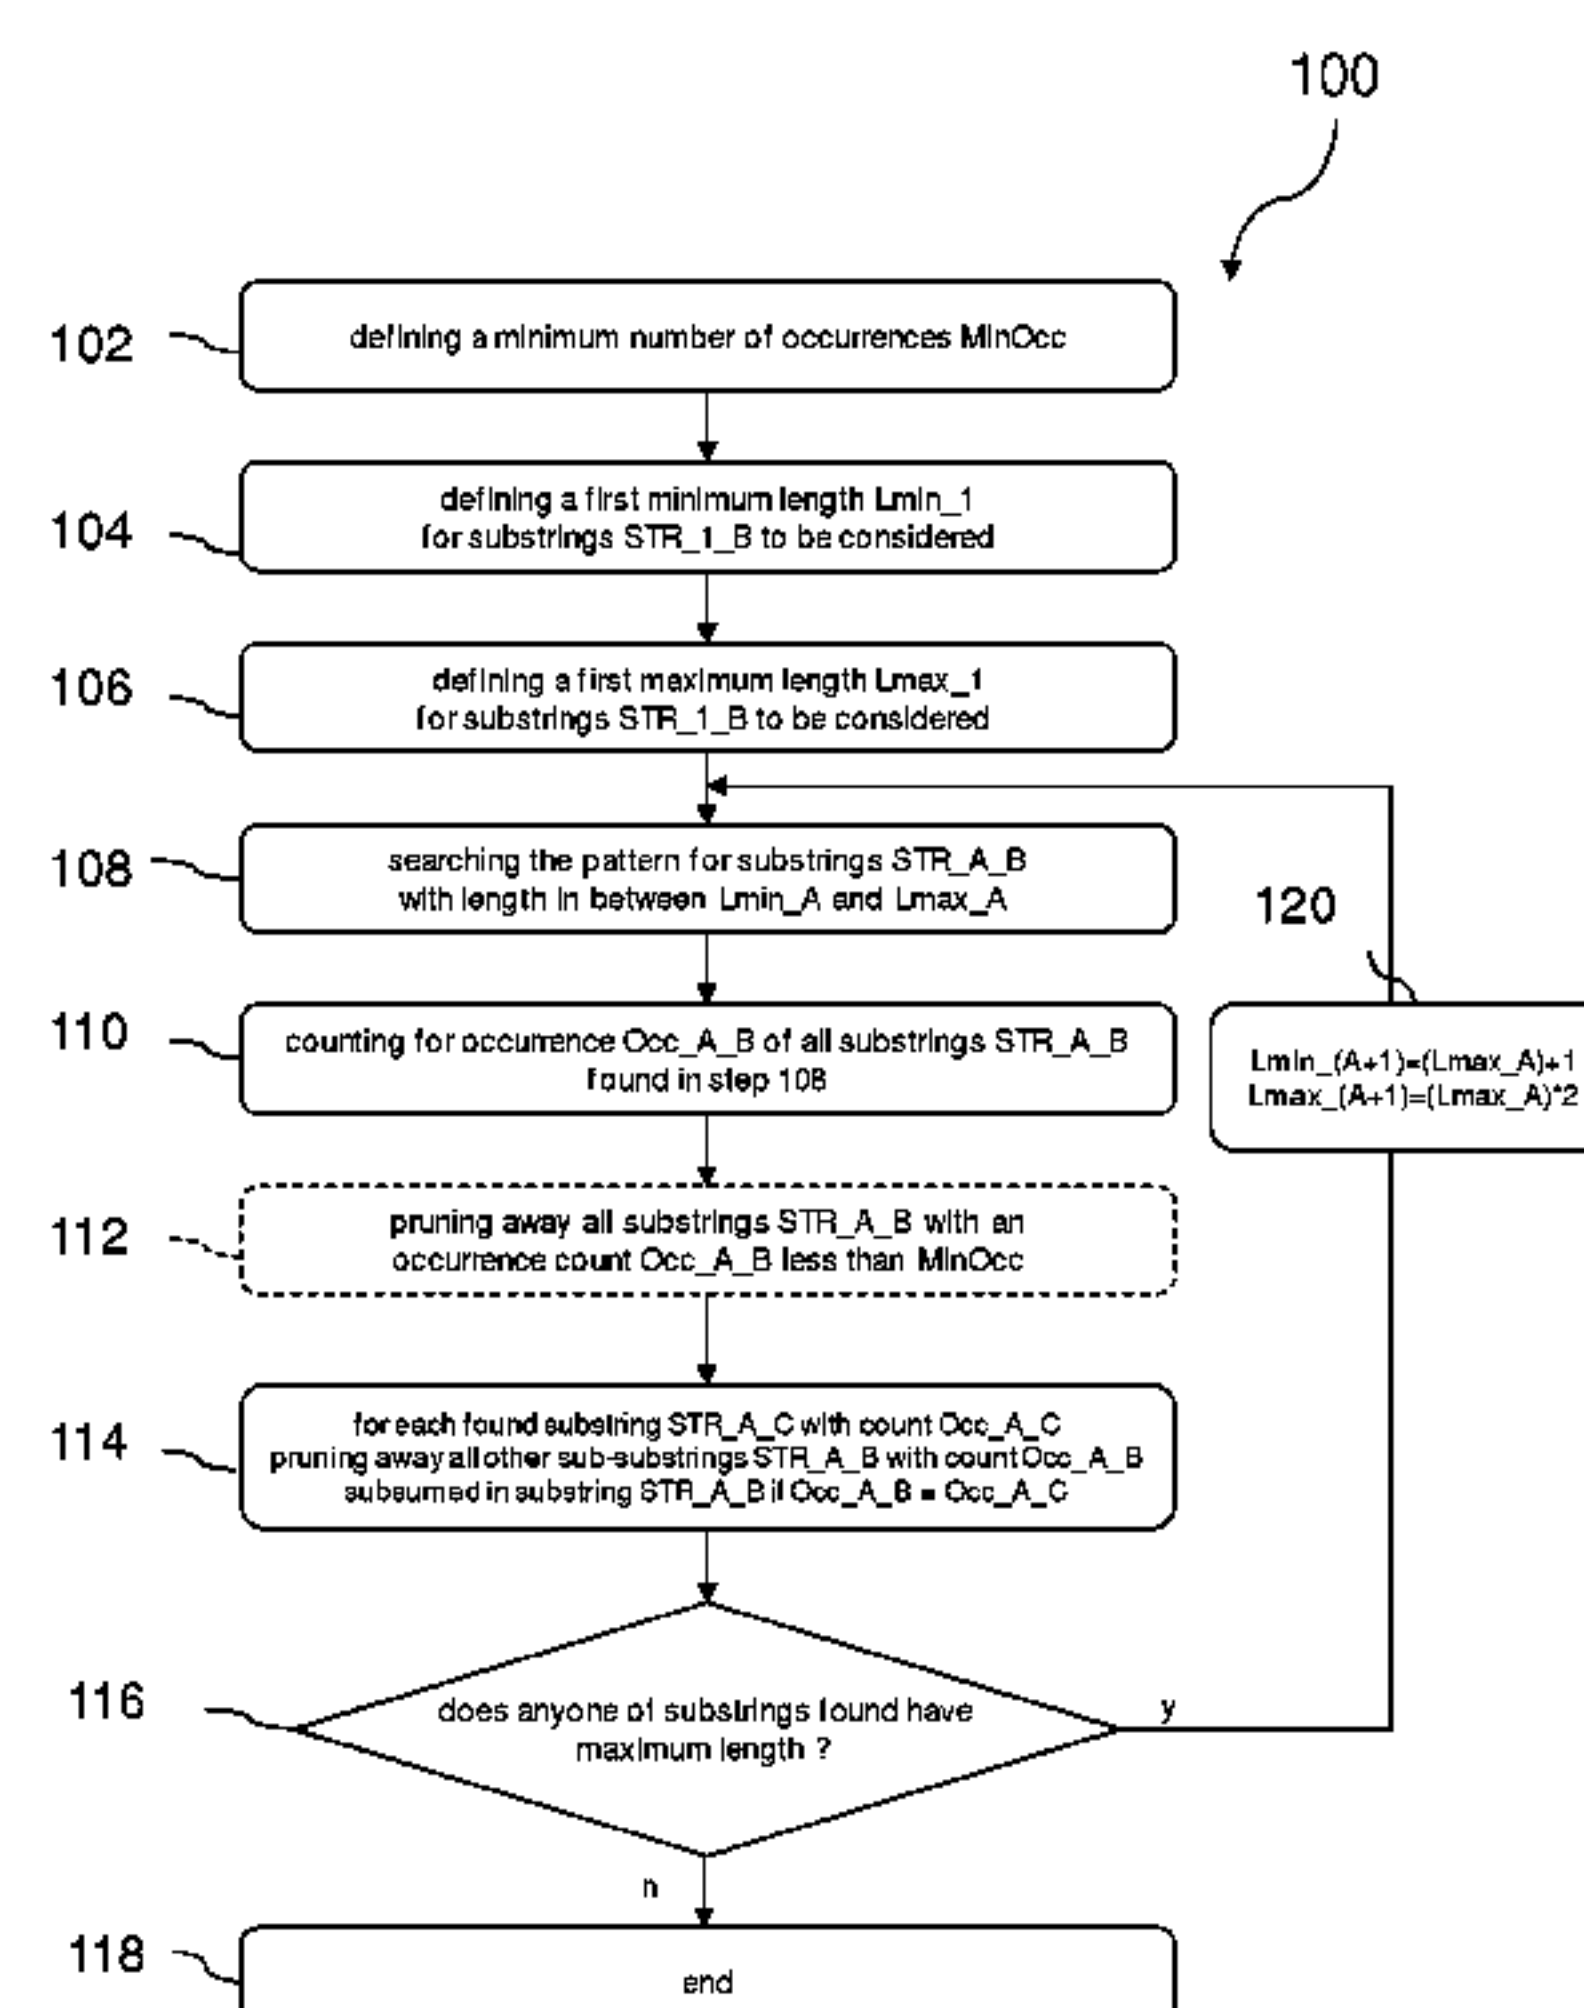 100
102
defining a minimum number of occurrences MinOcc
104
defining a first minimum length Lmin_1
for substrings STR_1_B to be considered
106
defining a first maximum length Lmax_1
for substrings STR_1_B to be considered
108
searching the pattern for substrings STR_A_B
with length in between Lmin_A and Lmax_A
120
Lmin_(A+1)=(Lmax_A)+1
Lmax_(A+1)=(Lmax_A)*2
110
counting for occurrence Occ_A_B of all substrings STR_A_B
found in step 108
112
pruning away all substrings STR_A_B with an
occurrence count Occ_A_B less than MinOcc
114
for each found substring STR_A_C with count Occ_A_C
pruning away all other sub-substrings STR_A_B with count Occ_A_B
subsumed in substring STR_A_B if Occ_A_B = Occ_A_C
116
does anyone of substrings found have
maximum length ?
y
n
118
end